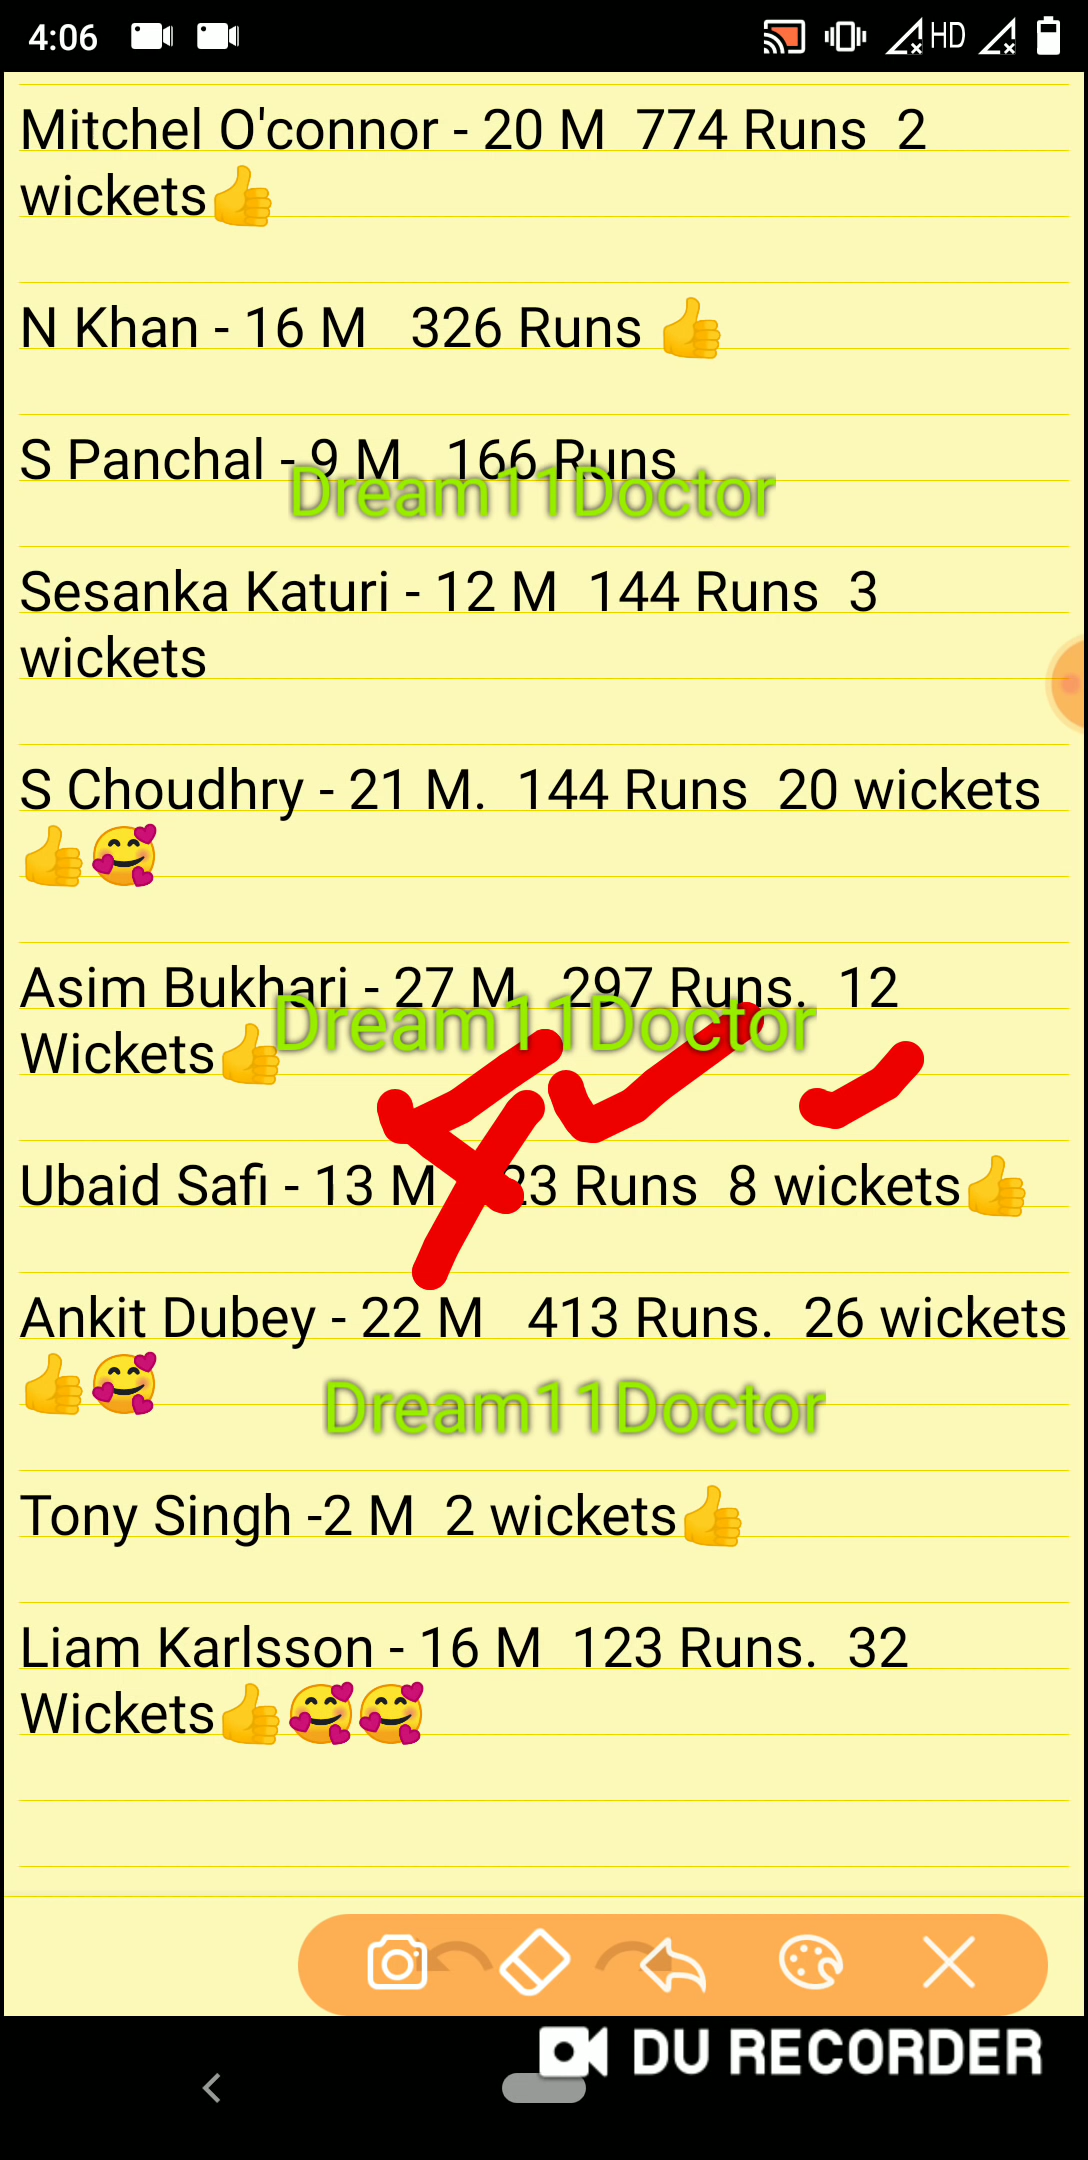 4:06 HD
Mitchel O'connor - 20 M 774 Runs 2
wickets👍
N Khan - 16 M 326 Runs 👍
S Panchal - 9 M 166 Runs
Dream11Doctor
Sesanka Katuri - 12 M 144 Runs 3
wickets
S Choudhry - 21 M. 144 Runs 20 wickets
👍🥰
Asim Bukhari - 27 M 297 Runs. 12
Dream11Doctor
Wickets👍
Ubaid Safi - 13 M 23 Runs 8 wickets👍
Ankit Dubey - 22 M 413 Runs. 26 wickets
👍🥰
Dream11Doctor
Tony Singh -2 M 2 wickets👍
Liam Karlsson - 16 M 123 Runs. 32
Wickets👍🥰🥰
DU RECORDER